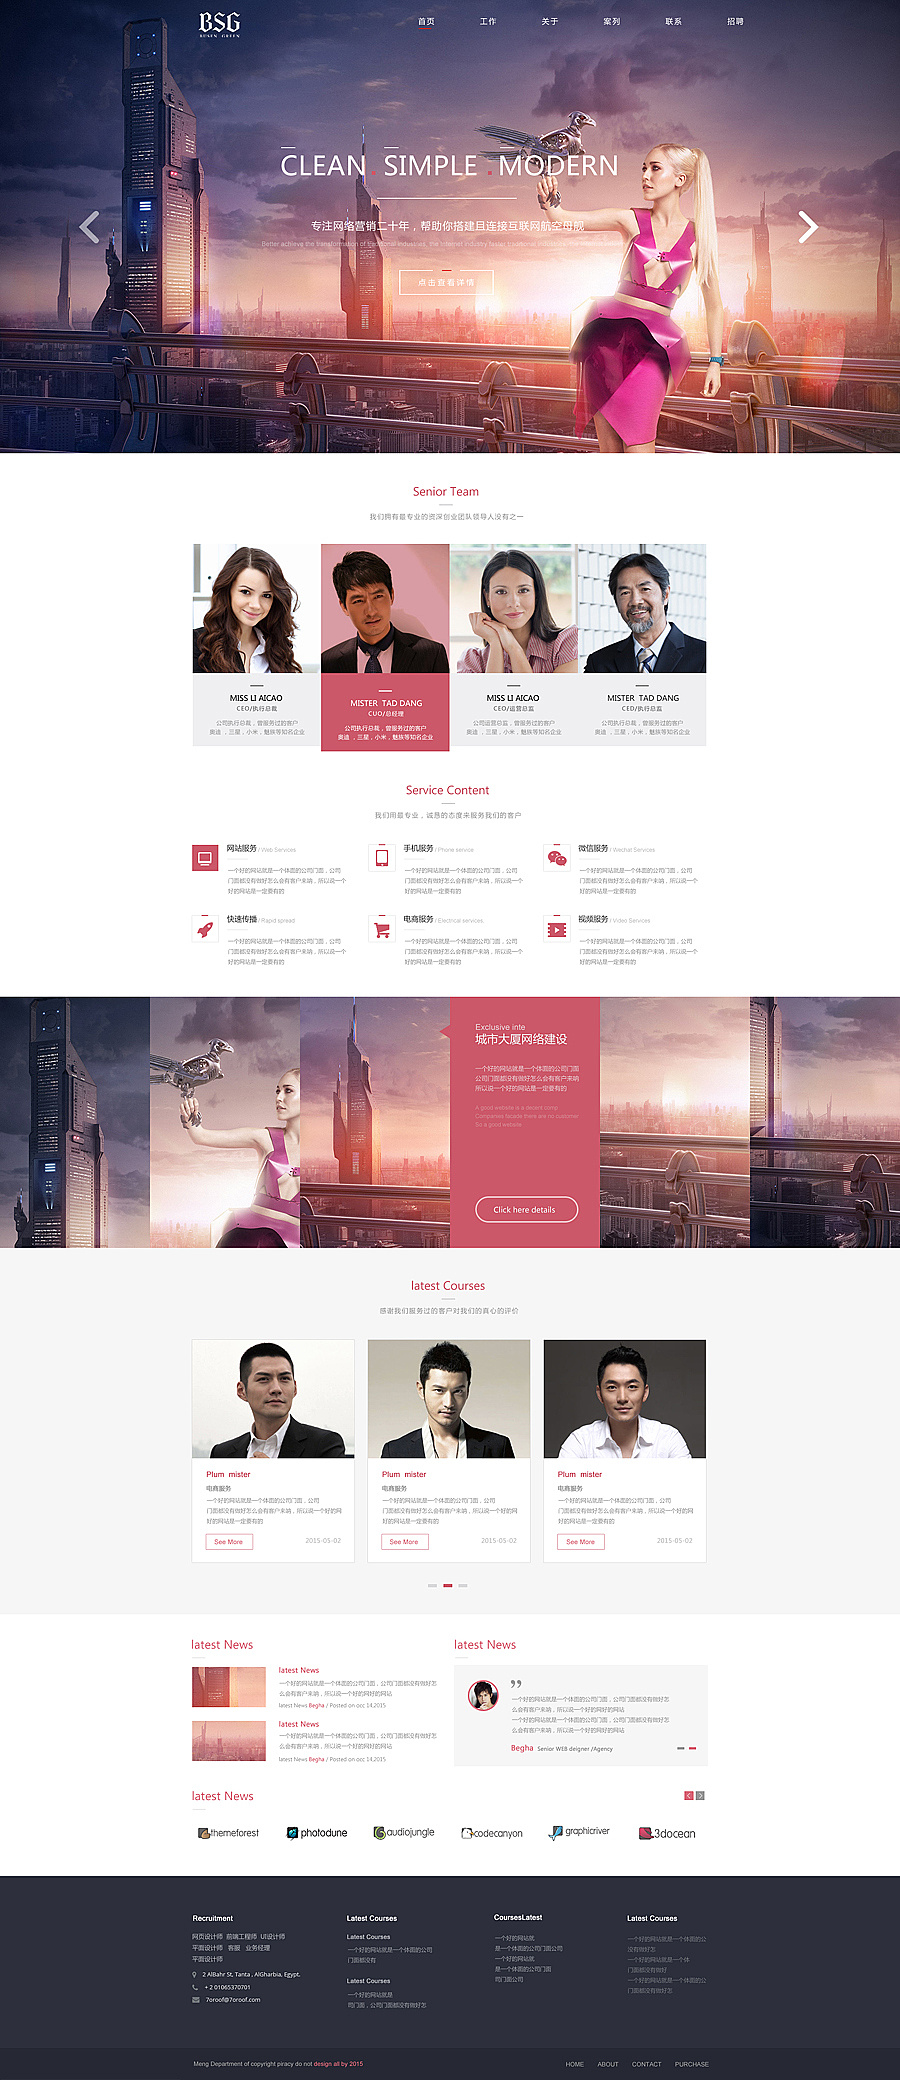 BSG
BUSEN GREEN
首页 工作 关于 案列 联系 招聘
CLEAN . SIMPLE . MODERN
专注网络营销二十年，帮助你搭建且连接互联网航空母舰
Better achieve the transformation of traditional industries, the Internet industry faster
点击查看详情
Senior Team
我们拥有最专业的资深创业团队领导人没有之一
MISS LI AICAO
CEO/执行总裁
公司执行总裁，曾服务过的客户
奥迪 ，三星，小米，魅族等知名企业
MISTER TAD DANG
CUO/总经理
公司执行总裁，曾服务过的客户
奥迪 ，三星，小米，魅族等知名企业
MISS LI AICAO
CEO/运营总监
公司运营总监，曾服务过的客户
奥迪 ，三星，小米，魅族等知名企业
MISTER TAD DANG
CEO/执行总监
公司执行总裁，曾服务过的客户
奥迪 ，三星，小米，魅族等知名企业
Service Content
我们用最专业，诚恳的态度来服务我们的客户
网站服务 / Web Services
一个好的网站就是一个体面的公司门面，公司
门面都没有做好怎么会有客户来呐，所以说一个
好的网站是一定要有的
手机服务 / Phone service
一个好的网站就是一个体面的公司门面，公司
门面都没有做好怎么会有客户来呐，所以说一个
好的网站是一定要有的
微信服务 / Wechat Services
一个好的网站就是一个体面的公司门面，公司
门面都没有做好怎么会有客户来呐，所以说一个
好的网站是一定要有的
快速传播 / Rapid spread
一个好的网站就是一个体面的公司门面，公司
门面都没有做好怎么会有客户来呐，所以说一个
好的网站是一定要有的
电商服务 / Electrical services
一个好的网站就是一个体面的公司门面，公司
门面都没有做好怎么会有客户来呐，所以说一个
好的网站是一定要有的
视频服务 / Video Services
一个好的网站就是一个体面的公司门面，公司
门面都没有做好怎么会有客户来呐，所以说一个
好的网站是一定要有的
Exclusive inte
城市大厦网络建设
一个好的网站就是一个体面的公司门面
公司门面都没有做好怎么会有客户来呐
所以说一个好的网站是一定要有的
A good website is a decent comp
Companies facade there are no customer
So a good website
Click here details
latest Courses
感谢我们服务过的客户对我们的真心的评价
Plum mister
电商服务
一个好的网站就是一个体面的公司门面，公司
门面都没有做好怎么会有客户来呐，所以说一个好的网
好的网站是一定要有的
See More 2015-05-02
Plum mister
电商服务
一个好的网站就是一个体面的公司门面，公司
门面都没有做好怎么会有客户来呐，所以说一个好的网
好的网站是一定要有的
See More 2015-05-02
Plum mister
电商服务
一个好的网站就是一个体面的公司门面，公司
门面都没有做好怎么会有客户来呐，所以说一个好的网
好的网站是一定要有的
See More 2015-05-02
latest News
latest News
一个好的网站就是一个体面的公司门面，公司门面都没有做好怎
么会有客户来呐，所以说一个好的网好的网站
latest News Begha / Posted on occ 14,2015
latest News
一个好的网站就是一个体面的公司门面，公司门面都没有做好怎
么会有客户来呐，所以说一个好的网好的网站
latest News Begha / Posted on occ 14,2015
latest News
一个好的网站就是一个体面的公司门面，公司门面都没有做好怎
么会有客户来呐，所以说一个好的网好的网站
一个好的网站就是一个体面的公司门面，公司门面都没有做好怎
么会有客户来呐，所以说一个好的网好的网站
Begha Senior WEB deigner /Agency
latest News
themeforest photodune audiojungle codecanyon graphicriver 3docean
Recruitment
网页设计师 前端工程师 UI设计师
平面设计师 客服 业务经理
平面设计师
2 AlBahr St, Tanta , AlGharbia, Egypt.
+ 2 01065370701
7oroof@7oroof.com
Latest Courses
Latest Courses
一个好的网站就是一个体面的公司
门面都没有
Latest Courses
一个好的网站就是
司门面，公司门面都没有做好怎
CoursesLatest
一个好的网站就
是一个体面的公司门面公司
一个好的网站就
是一个体面的公司门面
司门面公司
Latest Courses
一个好的网站就是一个体面的公
没有做好怎
一个好的网站就是一个体
门面都没有做好
一个好的网站就是一个体面的公
门面都没有做好怎
Meng Department of copyright piracy do not design all by 2015
HOME ABOUT CONTACT PURCHASE